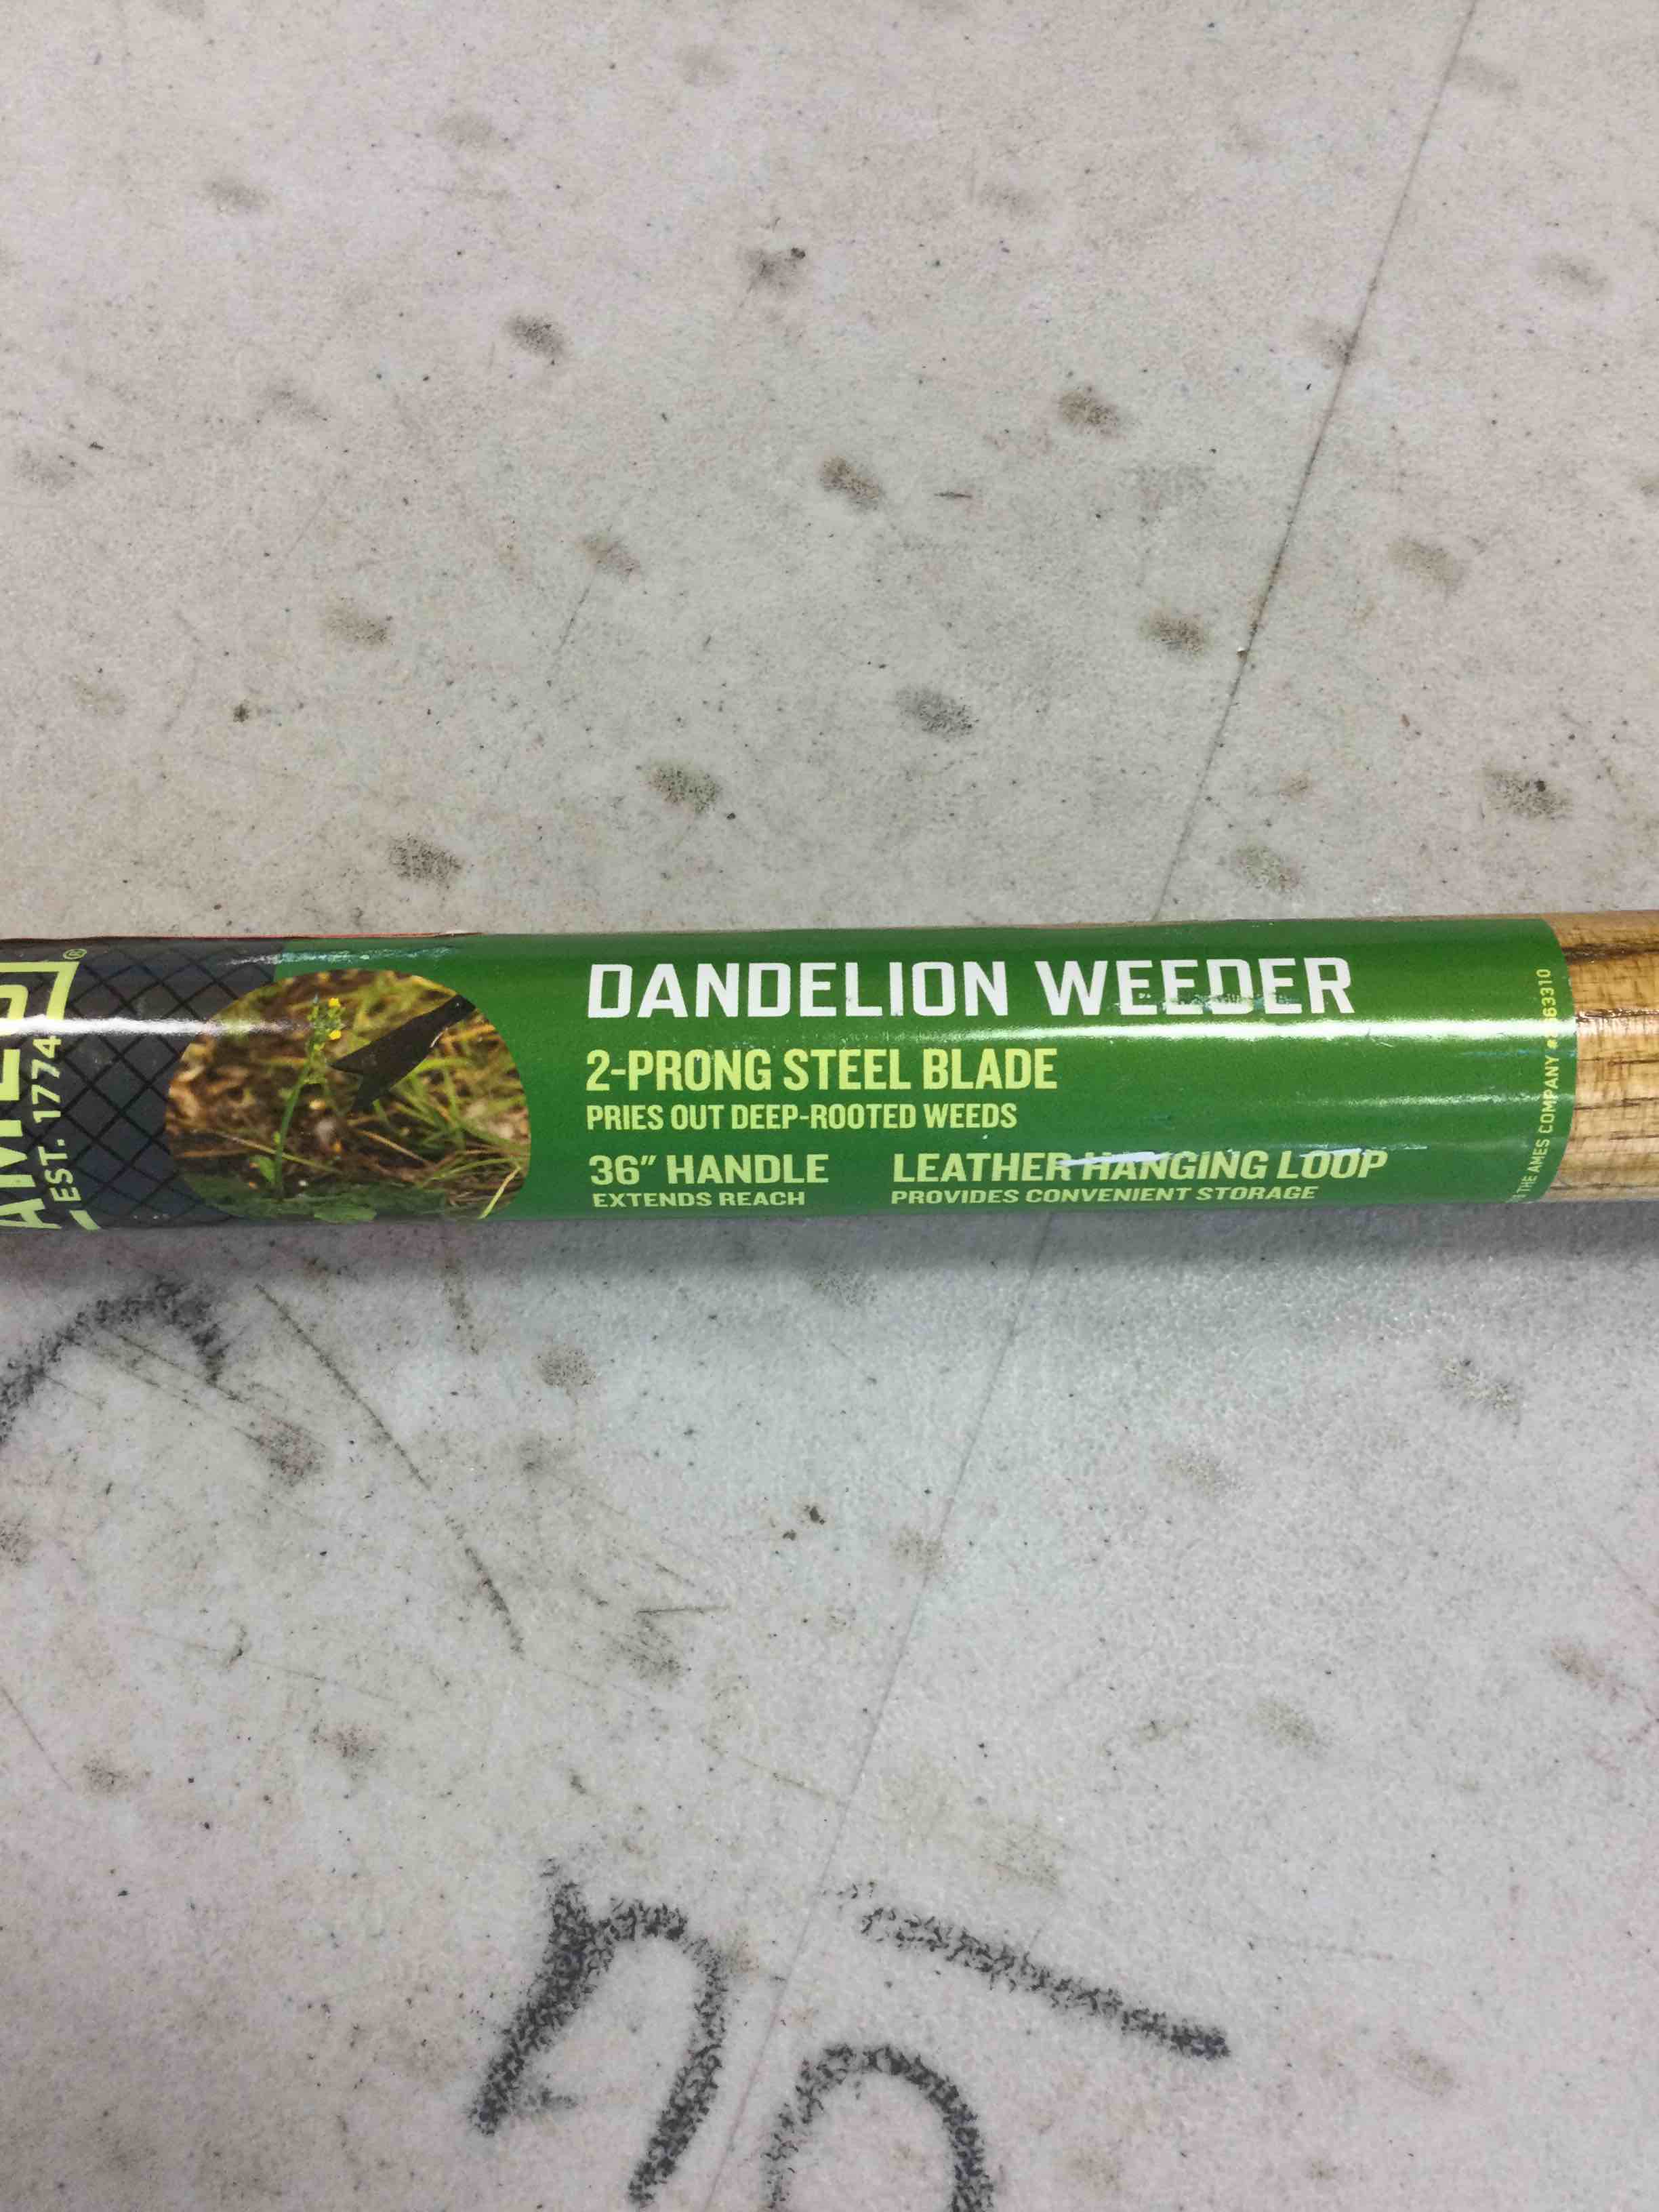 EST. 1774
®
DANDELION WEEDER
2-PRONG STEEL BLADE
PRIES OUT DEEP-ROOTED WEEDS
36" HANDLE
EXTENDS REACH
LEATHER HANGING LOOP
PROVIDES CONVENIENT STORAGE
THE AMES COMPANY